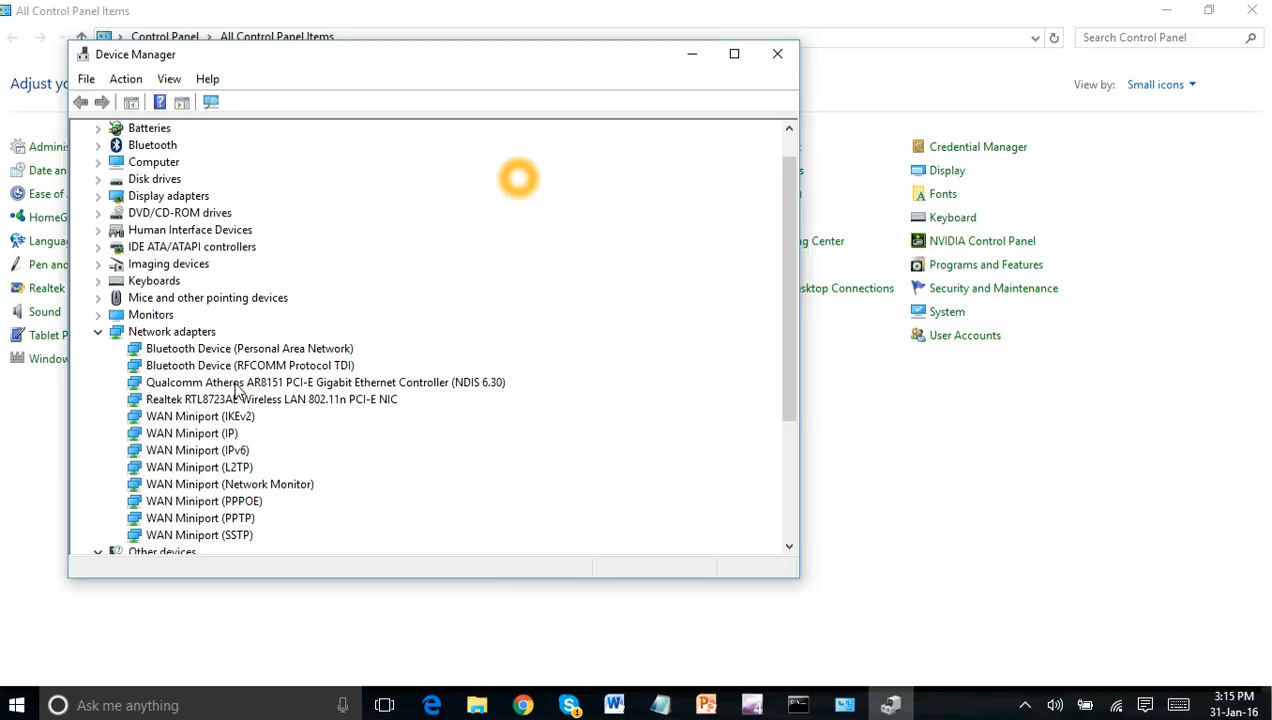 All Control Panel Items
Control Panel > All Control Panel Items
Search Control Panel
Device Manager
File Action View Help
View by: Small icons
Batteries
Bluetooth
Computer
Disk drives
Display adapters
DVD/CD-ROM drives
Human Interface Devices
IDE ATA/ATAPI controllers
Imaging devices
Keyboards
Mice and other pointing devices
Monitors
Network adapters
Bluetooth Device (Personal Area Network)
Bluetooth Device (RFCOMM Protocol TDI)
Qualcomm Atheros AR8151 PCI-E Gigabit Ethernet Controller (NDIS 6.30)
Realtek RTL8723AE Wireless LAN 802.11n PCI-E NIC
WAN Miniport (IKEv2)
WAN Miniport (IP)
WAN Miniport (IPv6)
WAN Miniport (L2TP)
WAN Miniport (Network Monitor)
WAN Miniport (PPPOE)
WAN Miniport (PPTP)
WAN Miniport (SSTP)
Other devices
Adjust yo
Adminis
Date an
Ease of
HomeG
Langua
Pen and
Realtek
Sound
Tablet P
Window
s
s
)
ng Center
esktop Connections
Credential Manager
Display
Fonts
Keyboard
NVIDIA Control Panel
Programs and Features
Security and Maintenance
System
User Accounts
Ask me anything
3:15 PM
31-Jan-16